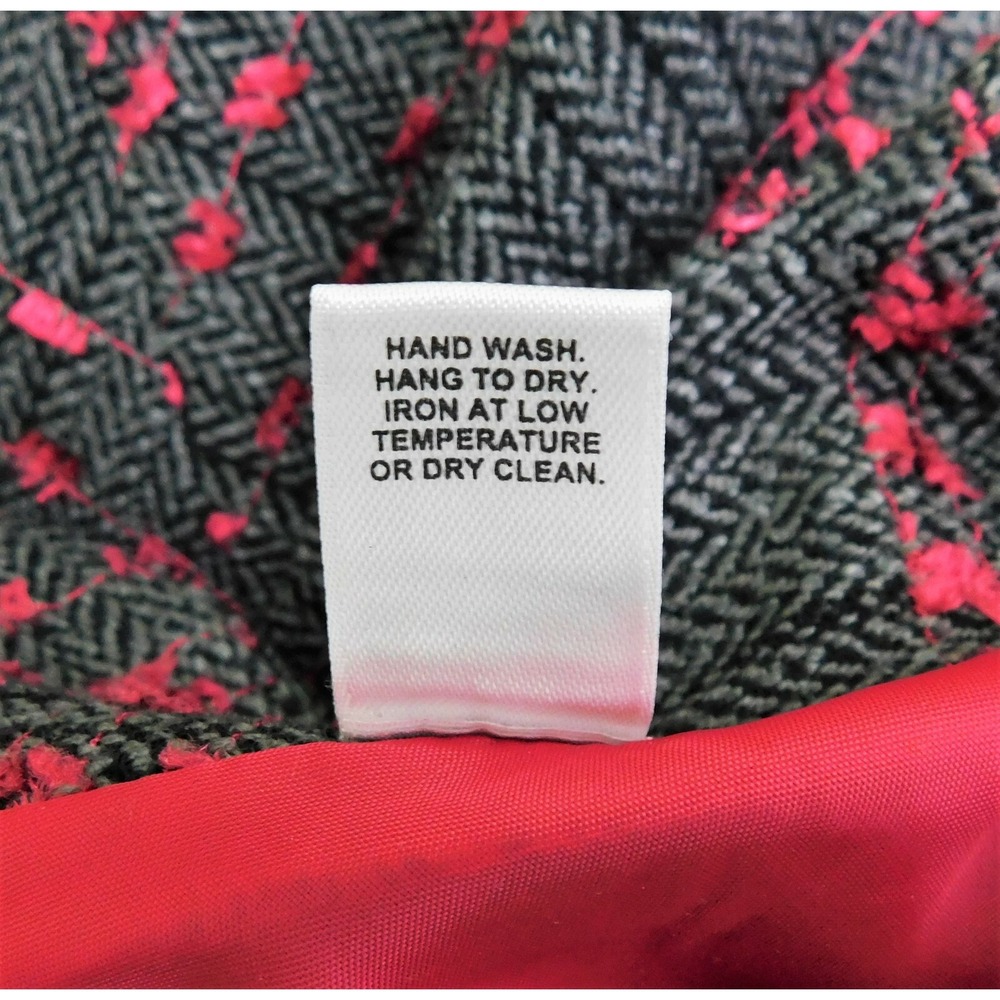 HAND WASH.
HANG TO DRY.
IRON AT LOW
TEMPERATURE
OR DRY CLEAN.